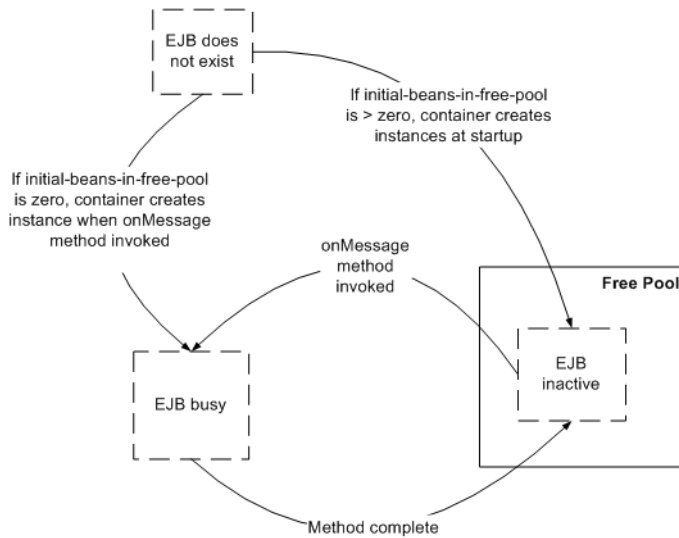 EJB does
not exist
If initial-beans-in-free-pool
is > zero, container creates
instances at startup
If initial-beans-in-free-pool
is zero, container creates
instance when onMessage
method invoked
onMessage
method
invoked
Free Pool
EJB
inactive
EJB busy
Method complete